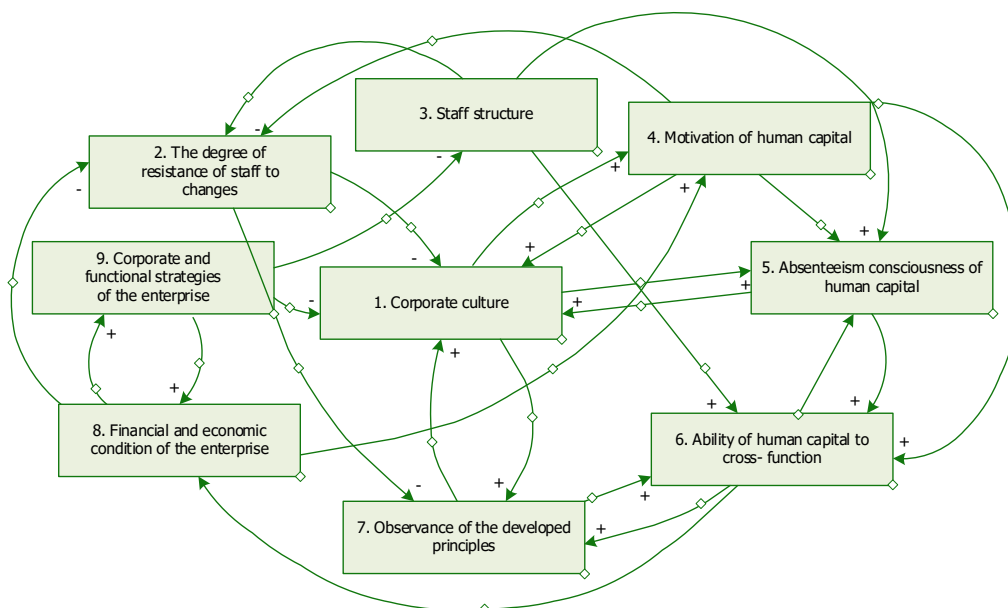 3. Staff structure
4. Motivation of human capital
2. The degree of
resistance of staff to
changes
9. Corporate and
functional strategies
of the enterprise
1. Corporate culture
5. Absenteeism consciousness of
human capital
8. Financial and economic
condition of the enterprise
6. Ability of human capital to
cross- function
7. Observance of the developed
principles
-
-
+
+
-
+
+
-
+
+
-
+
+
+
+
+
+
-
+
+
+